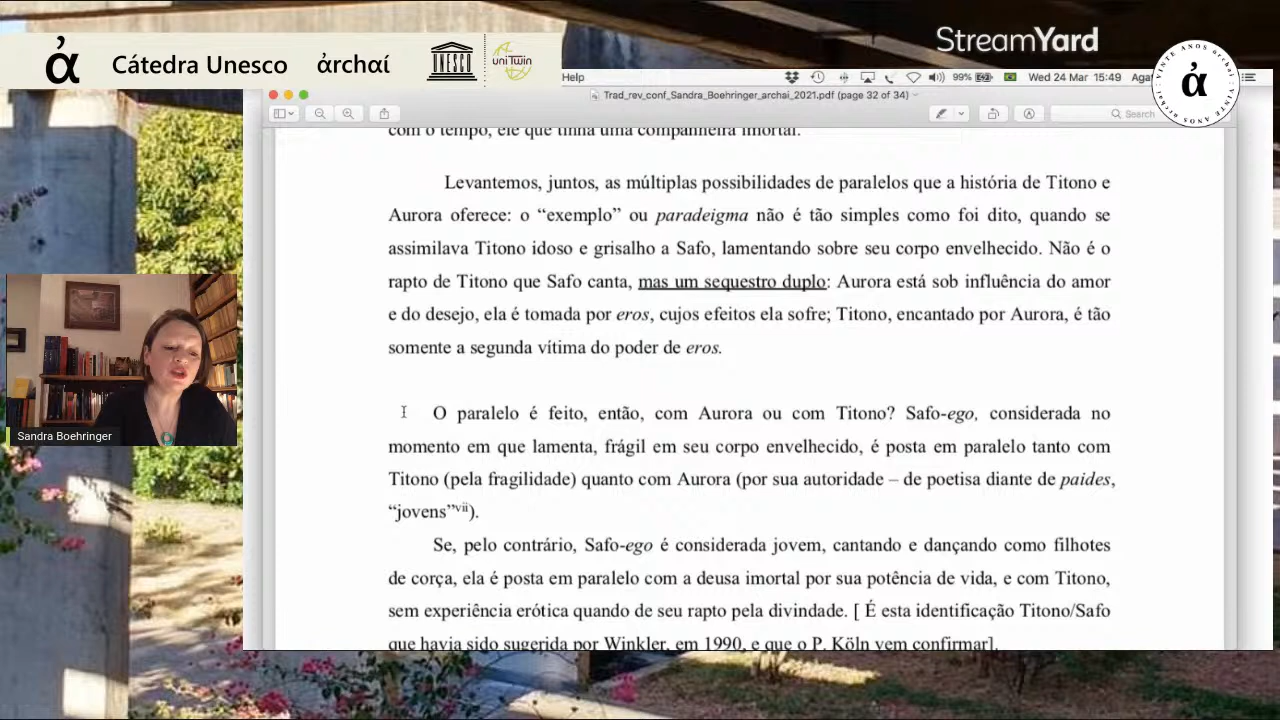 StreamYard
ἀ Cátedra Unesco ἀrchaí UNESCO uniTwin
Help 99% Wed 24 Mar 15:49 Agat
Trad_rev_conf_Sandra_Boehringer_archai_2021.pdf (page 32 of 34)
Search
ἀ
VINTE ANOS archai VINTE ANOS archai
com o tempo, ele que tinha uma companheira imortal.
Levantemos, juntos, as múltiplas possibilidades de paralelos que a história de Titono e
Aurora oferece: o “exemplo” ou paradeigma não é tão simples como foi dito, quando se
assimilava Titono idoso e grisalho a Safo, lamentando sobre seu corpo envelhecido. Não é o
rapto de Titono que Safo canta, mas um sequestro duplo: Aurora está sob influência do amor
e do desejo, ela é tomada por eros, cujos efeitos ela sofre; Titono, encantado por Aurora, é tão
somente a segunda vítima do poder de eros.
O paralelo é feito, então, com Aurora ou com Titono? Safo-ego, considerada no
momento em que lamenta, frágil em seu corpo envelhecido, é posta em paralelo tanto com
Titono (pela fragilidade) quanto com Aurora (por sua autoridade – de poetisa diante de paides,
“jovens”vii).
Se, pelo contrário, Safo-ego é considerada jovem, cantando e dançando como filhotes
de corça, ela é posta em paralelo com a deusa imortal por sua potência de vida, e com Titono,
sem experiência erótica quando de seu rapto pela divindade. [ É esta identificação Titono/Safo
que havia sido sugerida por Winkler, em 1990, e que o P. Köln vem confirmar].
Sandra Boehringer